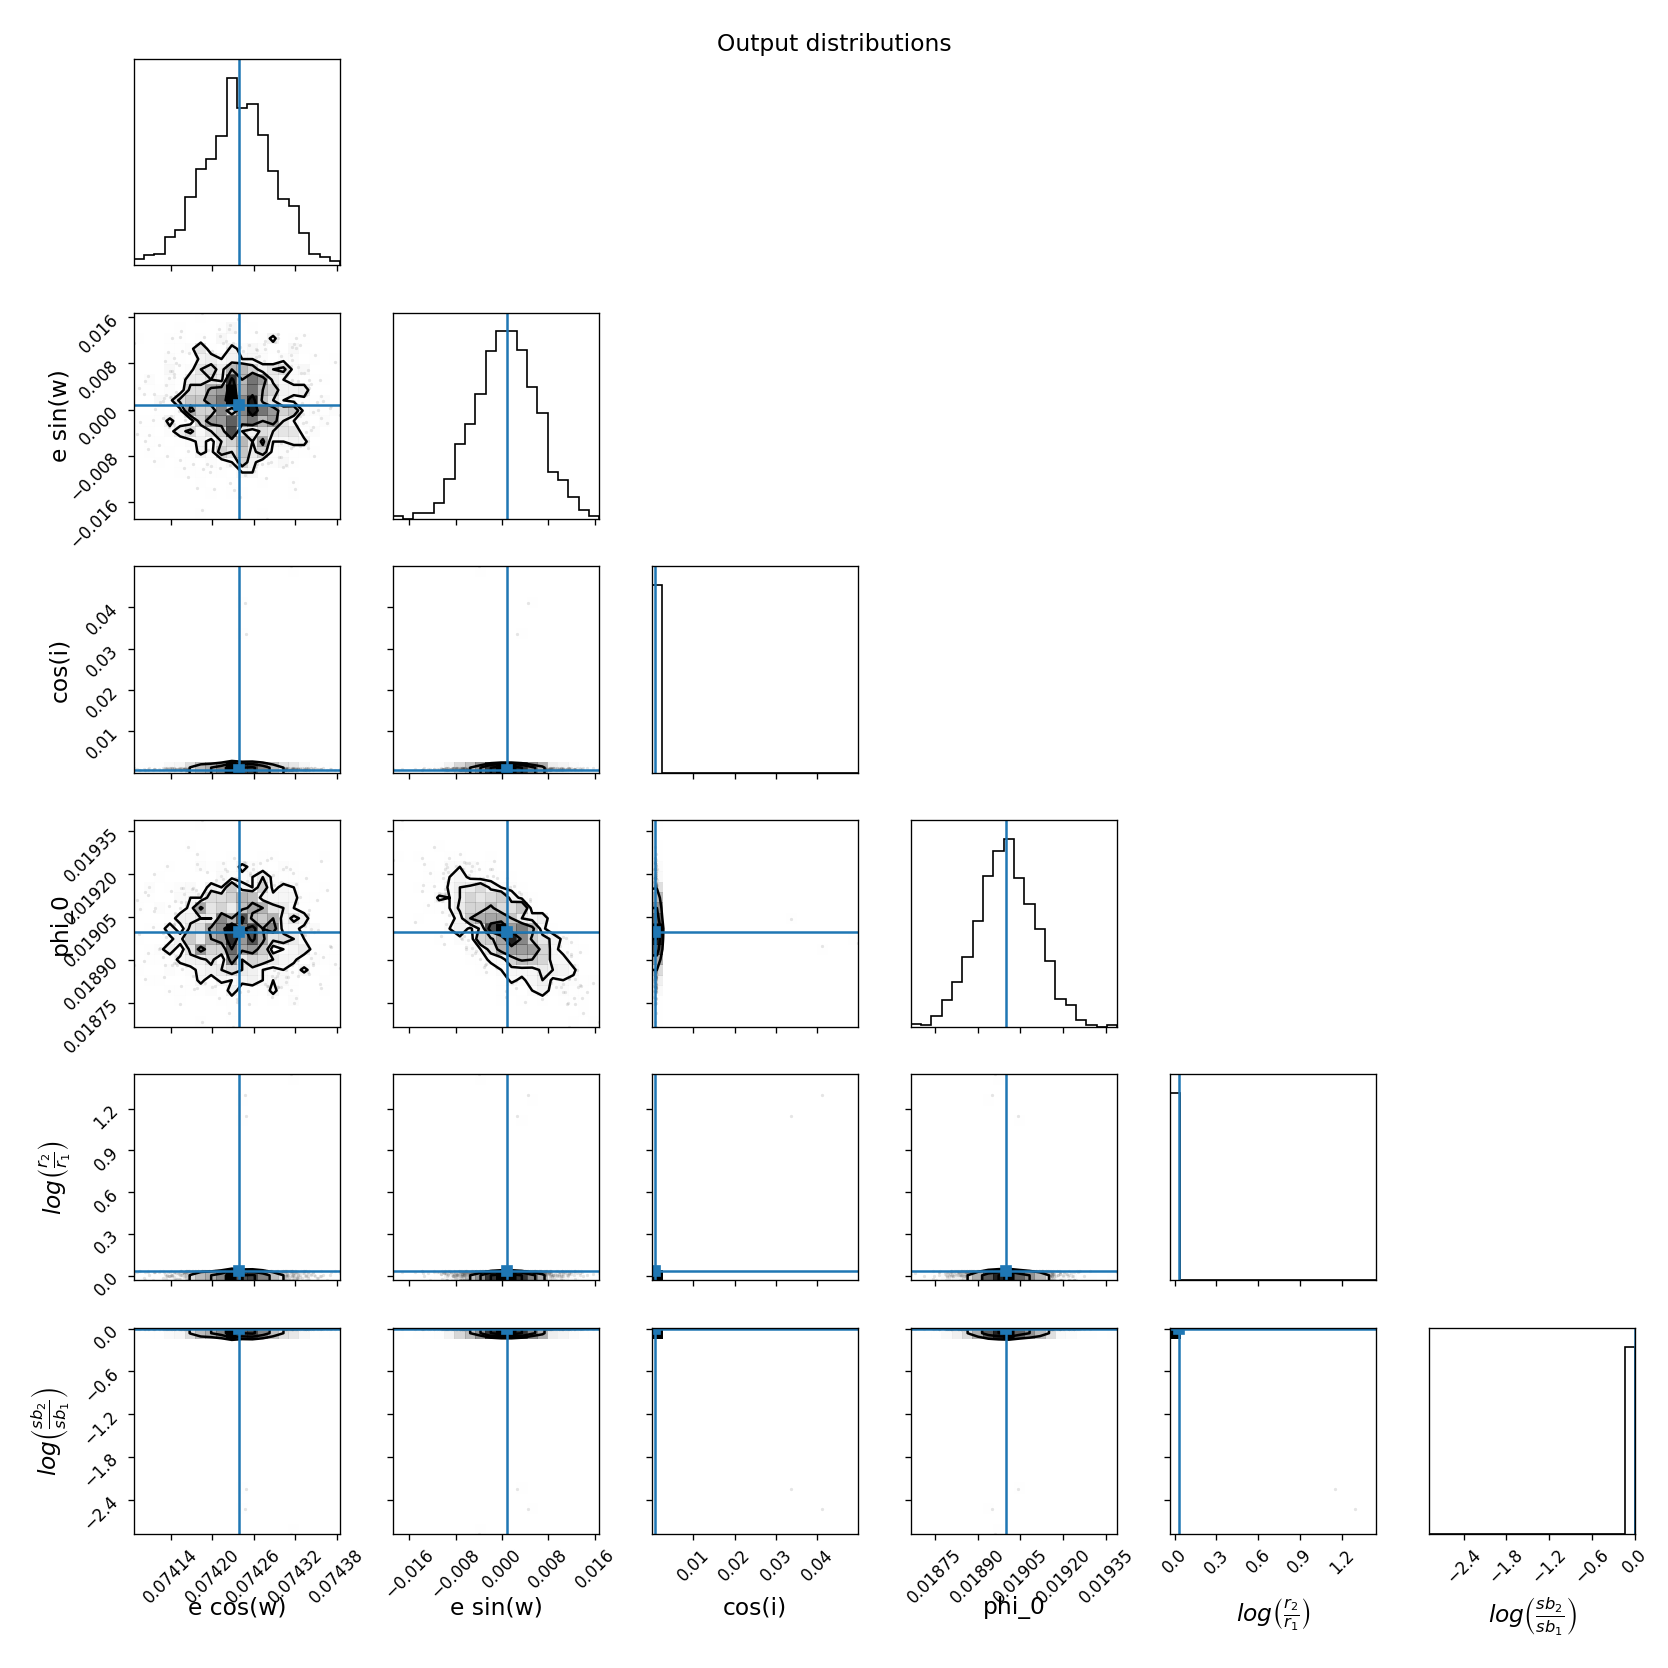 Output distributions
0.016
0.008
0.000
−0.008
−0.016
e sin(w)
0.04
0.03
0.02
0.01
cos(i)
0.01935
0.01920
0.01905
0.01890
0.01875
phi_0
1.2
0.9
0.6
0.3
0.0
log(r2/r1)
0.0
−0.6
−1.2
−1.8
−2.4
log(sb2/sb1)
0.07414 0.07420 0.07426 0.07432 0.07438
−0.016 −0.008 0.000 0.008 0.016
0.01 0.02 0.03 0.04
0.01875 0.01890 0.01905 0.01920 0.01935
0.0 0.3 0.6 0.9 1.2
−2.4 −1.8 −1.2 −0.6 0.0
e cos(w) e sin(w) cos(i) phi_0 log(r2/r1) log(sb2/sb1)